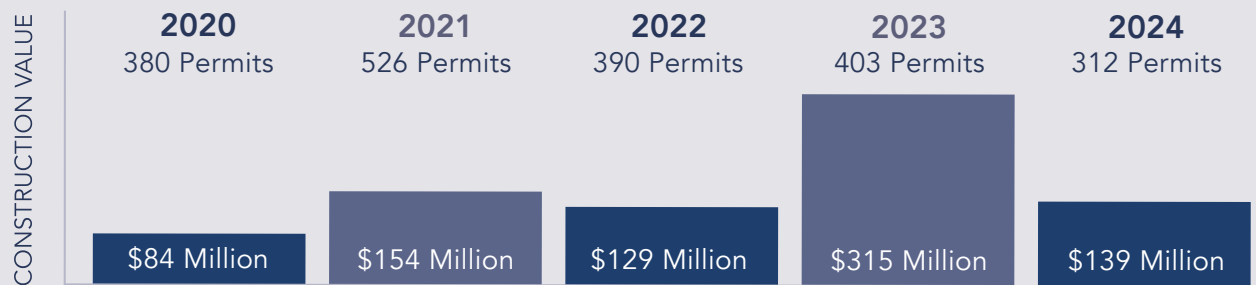 CONSTRUCTION VALUE
2020
380 Permits
2021
526 Permits
2022
390 Permits
2023
403 Permits
2024
312 Permits
$84 Million
$154 Million
$129 Million
$315 Million
$139 Million